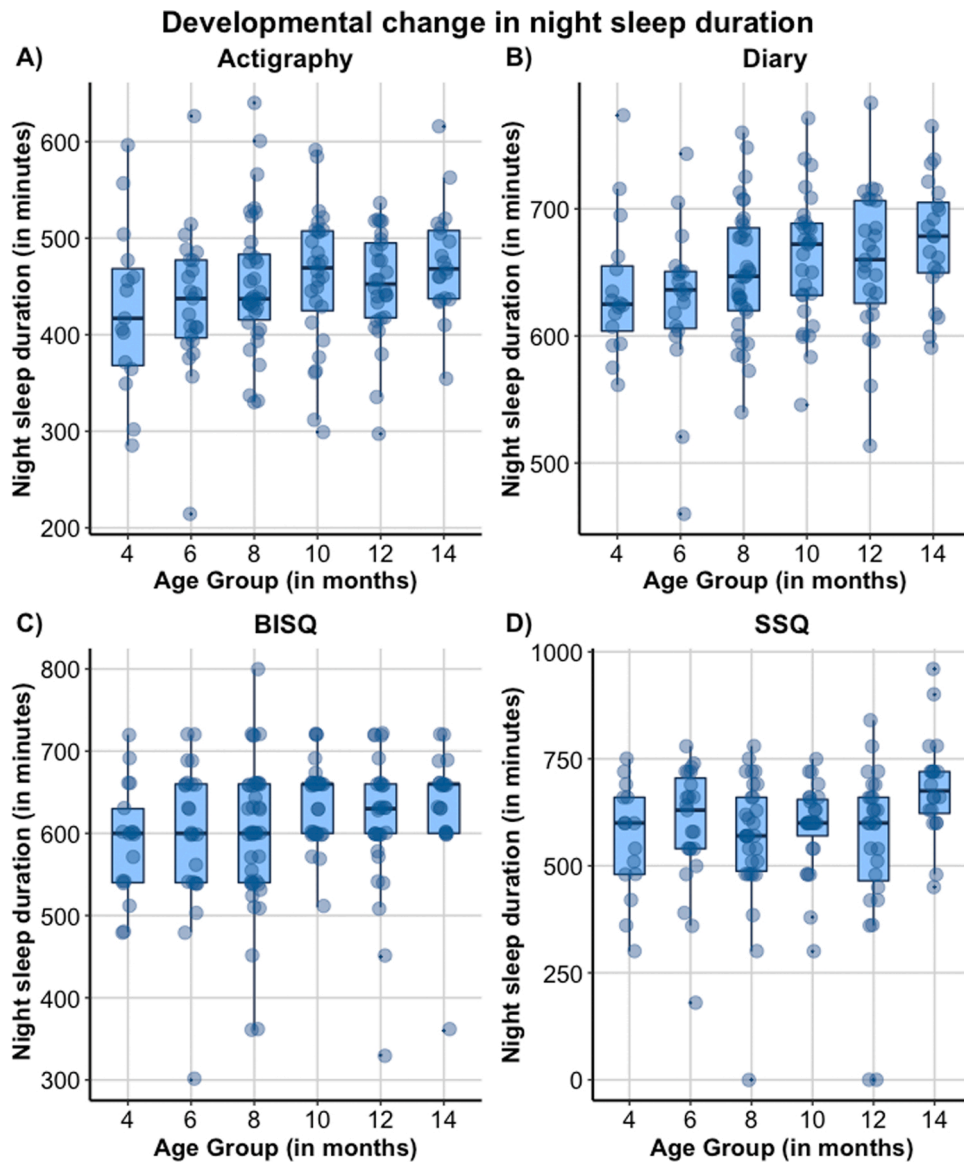 Developmental change in night sleep duration
A) Actigraphy
Night sleep duration (in minutes)
600
500
400
300
200
4 6 8 10 12 14
Age Group (in months)
B) Diary
Night sleep duration (in minutes)
700
600
500
4 6 8 10 12 14
Age Group (in months)
C) BISQ
Night sleep duration (in minutes)
800
700
600
500
400
300
4 6 8 10 12 14
Age Group (in months)
D) SSQ
Night sleep duration (in minutes)
1000
750
500
250
0
4 6 8 10 12 14
Age Group (in months)